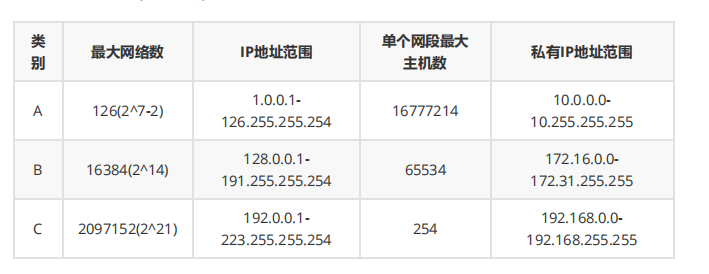 类别 最大网络数 IP地址范围 单个网段最大主机数 私有IP地址范围
A 126(2^7-2) 1.0.0.1-126.255.255.254 16777214 10.0.0.0-10.255.255.255
B 16384(2^14) 128.0.0.1-191.255.255.254 65534 172.16.0.0-172.31.255.255
C 2097152(2^21) 192.0.0.1-223.255.255.254 254 192.168.0.0-192.168.255.255